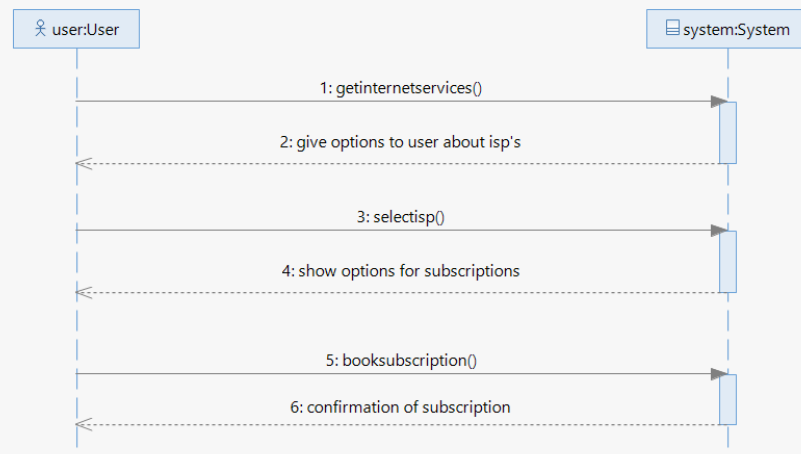 user:User
system:System
1: getinternetservices()
2: give options to user about isp's
3: selectisp()
4: show options for subscriptions
5: booksubscription()
6: confirmation of subscription